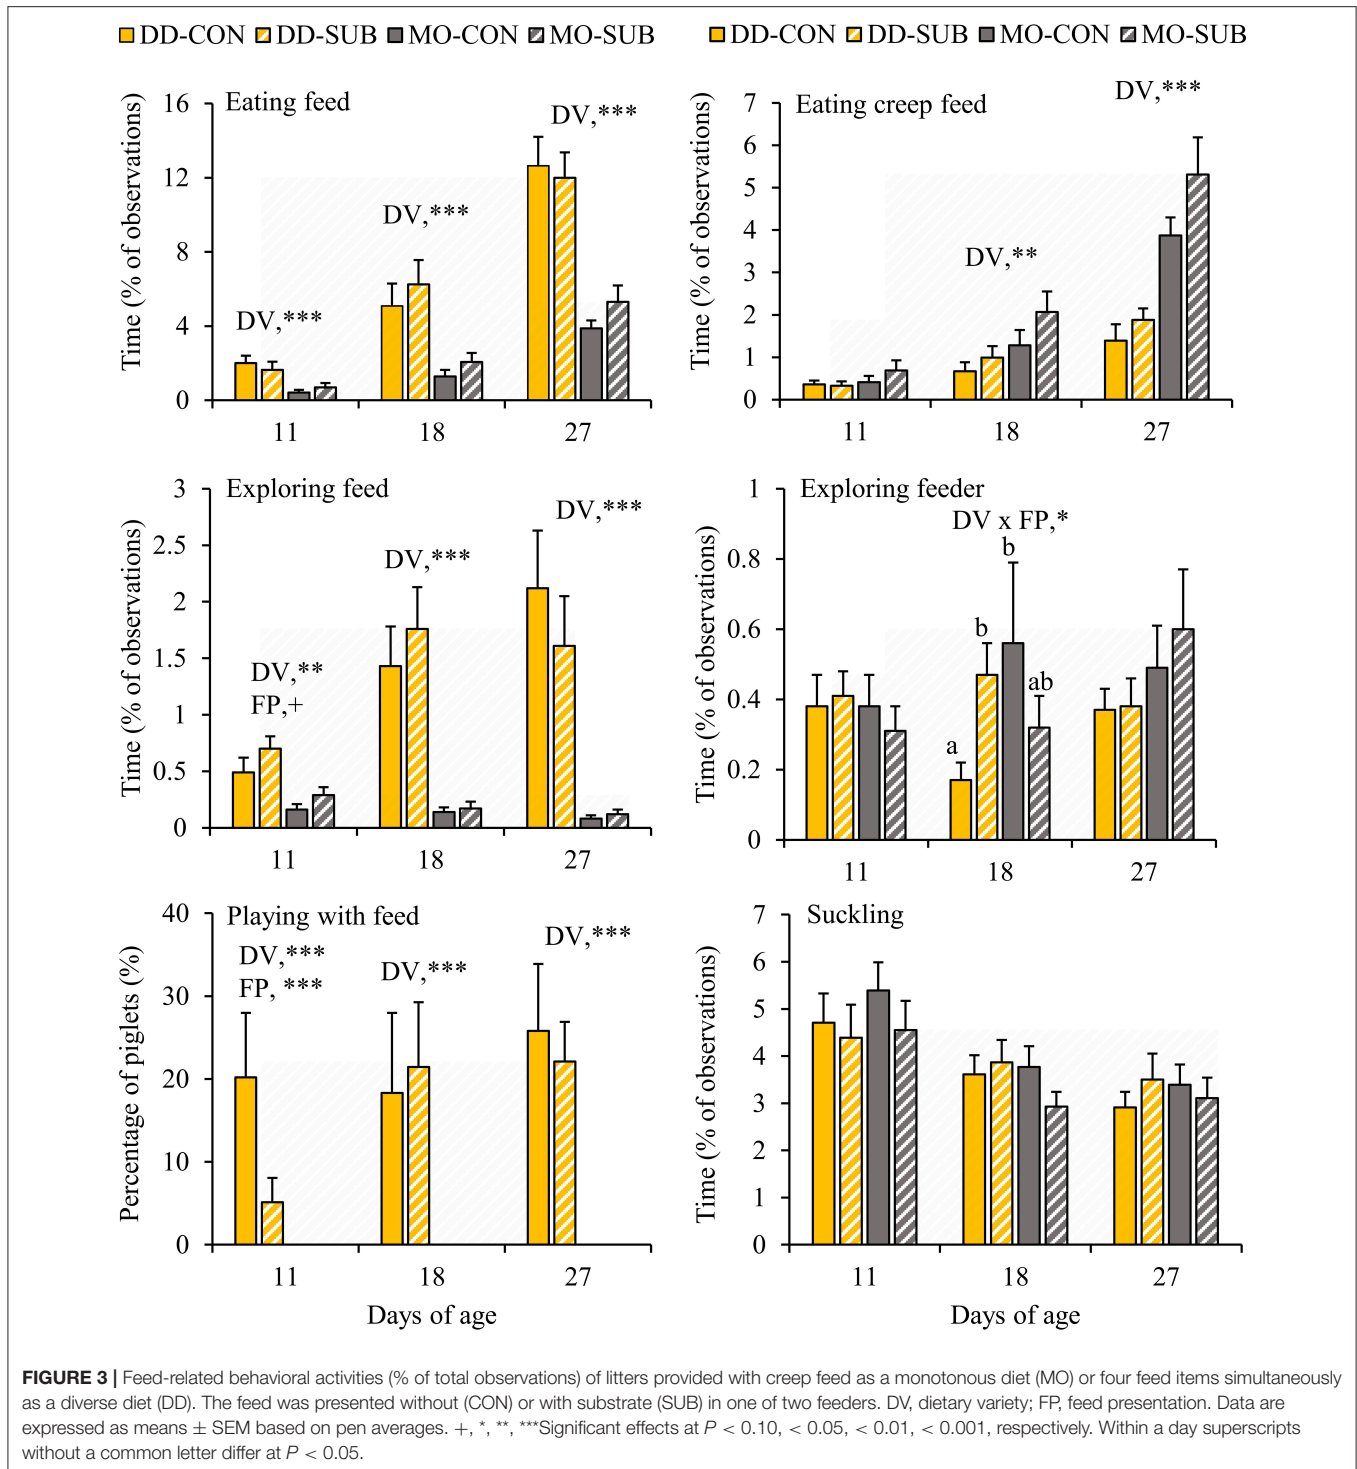 DD-CON DD-SUB MO-CON MO-SUB
DD-CON DD-SUB MO-CON MO-SUB
Eating feed
Time (% of observations)
16
12
8
4
0
DV,***
DV,***
DV,***
11 18 27
Eating creep feed
Time (% of observations)
7
6
5
4
3
2
1
0
DV,**
DV,***
11 18 27
Exploring feed
Time (% of observations)
3
2.5
2
1.5
1
0.5
0
DV,**
FP,+
DV,***
DV,***
11 18 27
Exploring feeder
Time (% of observations)
1
0.8
0.6
0.4
0.2
0
DV x FP,*
a b b ab
11 18 27
Playing with feed
Percentage of piglets (%)
40
30
20
10
0
DV,***
FP, ***
DV,***
DV,***
11 18 27
Days of age
Suckling
Time (% of observations)
7
6
5
4
3
2
1
0
11 18 27
Days of age
FIGURE 3 | Feed-related behavioral activities (% of total observations) of litters provided with creep feed as a monotonous diet (MO) or four feed items simultaneously
as a diverse diet (DD). The feed was presented without (CON) or with substrate (SUB) in one of two feeders. DV, dietary variety; FP, feed presentation. Data are
expressed as means ± SEM based on pen averages. +, *, **, ***Significant effects at P < 0.10, < 0.05, < 0.01, < 0.001, respectively. Within a day superscripts
without a common letter differ at P < 0.05.